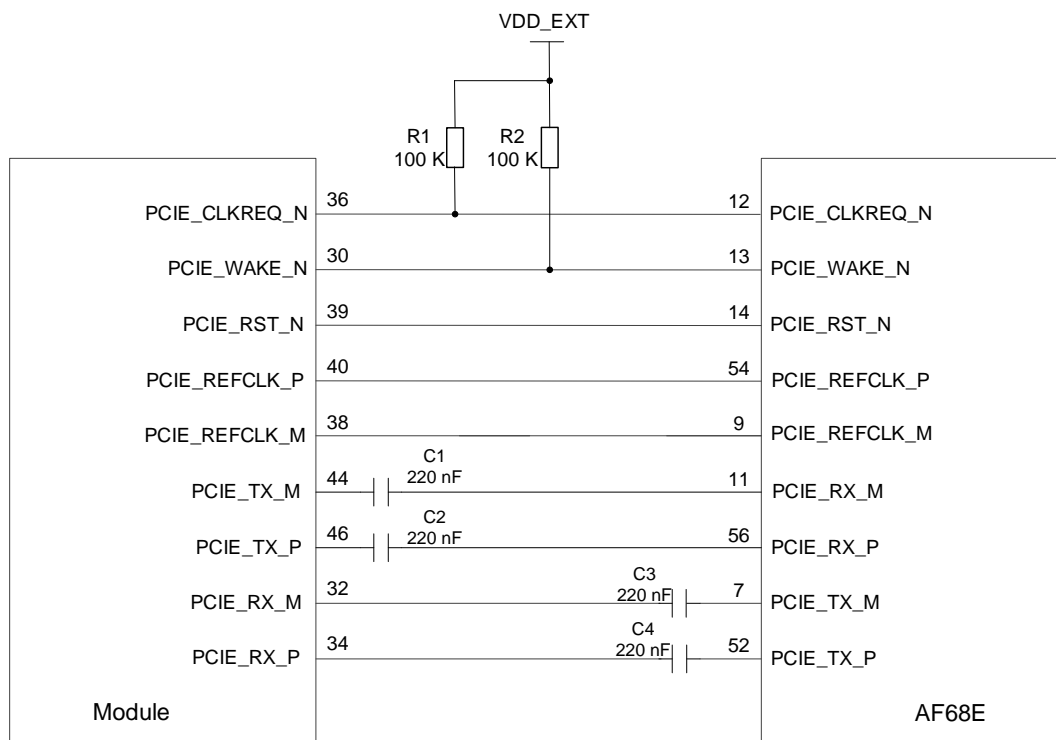 VDD_EXT
R1
100 K
R2
100 K
PCIE_CLKREQ_N
36
12
PCIE_CLKREQ_N
PCIE_WAKE_N
30
13
PCIE_WAKE_N
PCIE_RST_N
39
14
PCIE_RST_N
PCIE_REFCLK_P
40
54
PCIE_REFCLK_P
PCIE_REFCLK_M
38
9
PCIE_REFCLK_M
PCIE_TX_M
44
C1
220 nF
11
PCIE_RX_M
PCIE_TX_P
46
C2
220 nF
56
PCIE_RX_P
PCIE_RX_M
32
C3
220 nF
7
PCIE_TX_M
PCIE_RX_P
34
C4
220 nF
52
PCIE_TX_P
Module
AF68E